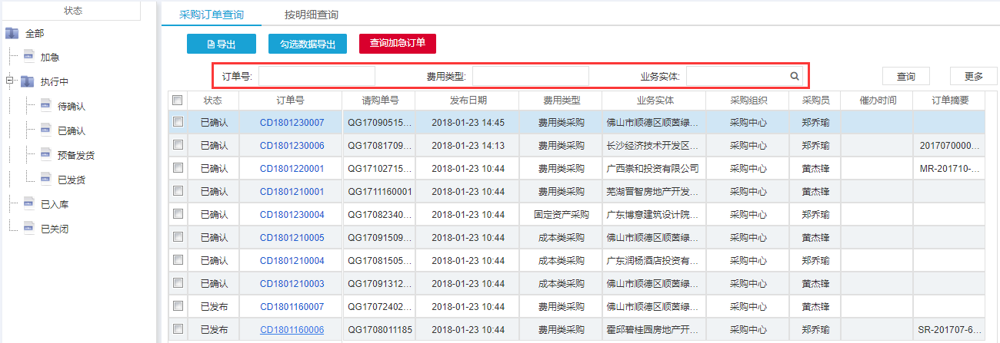 状态
全部
加急
执行中
待确认
已确认
预备发货
已发货
已入库
已关闭
采购订单查询 按明细查询
导出 勾选数据导出 查询加急订单
订单号: 费用类型: 业务实体: 查询 更多
状态 订单号 请购单号 发布日期 费用类型 业务实体 采购组织 采购员 催办时间 订单摘要
已确认 CD1801230007 QG17090515... 2018-01-23 14:45 费用类采购 佛山市顺德区顺茵绿... 采购中心 郑乔瑜
已确认 CD1801230006 QG17081709... 2018-01-23 14:13 费用类采购 长沙经济技术开发区... 采购中心 郑乔瑜 2017070000...
已确认 CD1801220001 QG17102715... 2018-01-23 10:44 费用类采购 广西崇和投资有限公司 采购中心 黄杰锋 MR-201710-...
已确认 CD1801210001 QG1711160001 2018-01-23 10:44 费用类采购 芜湖晋智房地产开发... 采购中心 黄杰锋
已确认 CD1801230004 QG17082340... 2018-01-23 10:44 固定资产采购 广东博意建筑设计院... 采购中心 郑乔瑜
已确认 CD1801210005 QG17091509... 2018-01-23 10:44 成本类采购 佛山市顺德区顺茵绿... 采购中心 郑乔瑜
已确认 CD1801210004 QG17081505... 2018-01-23 10:44 成本类采购 广东润杨酒店投资有... 采购中心 郑乔瑜
已确认 CD1801210003 QG17091312... 2018-01-23 10:44 成本类采购 佛山市顺德区顺茵绿... 采购中心 黄杰锋
已发布 CD1801160007 QG17072402... 2018-01-23 10:44 费用类采购 佛山市顺德区顺茵绿... 采购中心 黄杰锋
已发布 CD1801160006 QG1708011185 2018-01-23 10:44 费用类采购 霍邱碧桂园房地产开... 采购中心 郑乔瑜 SR-201707-6...